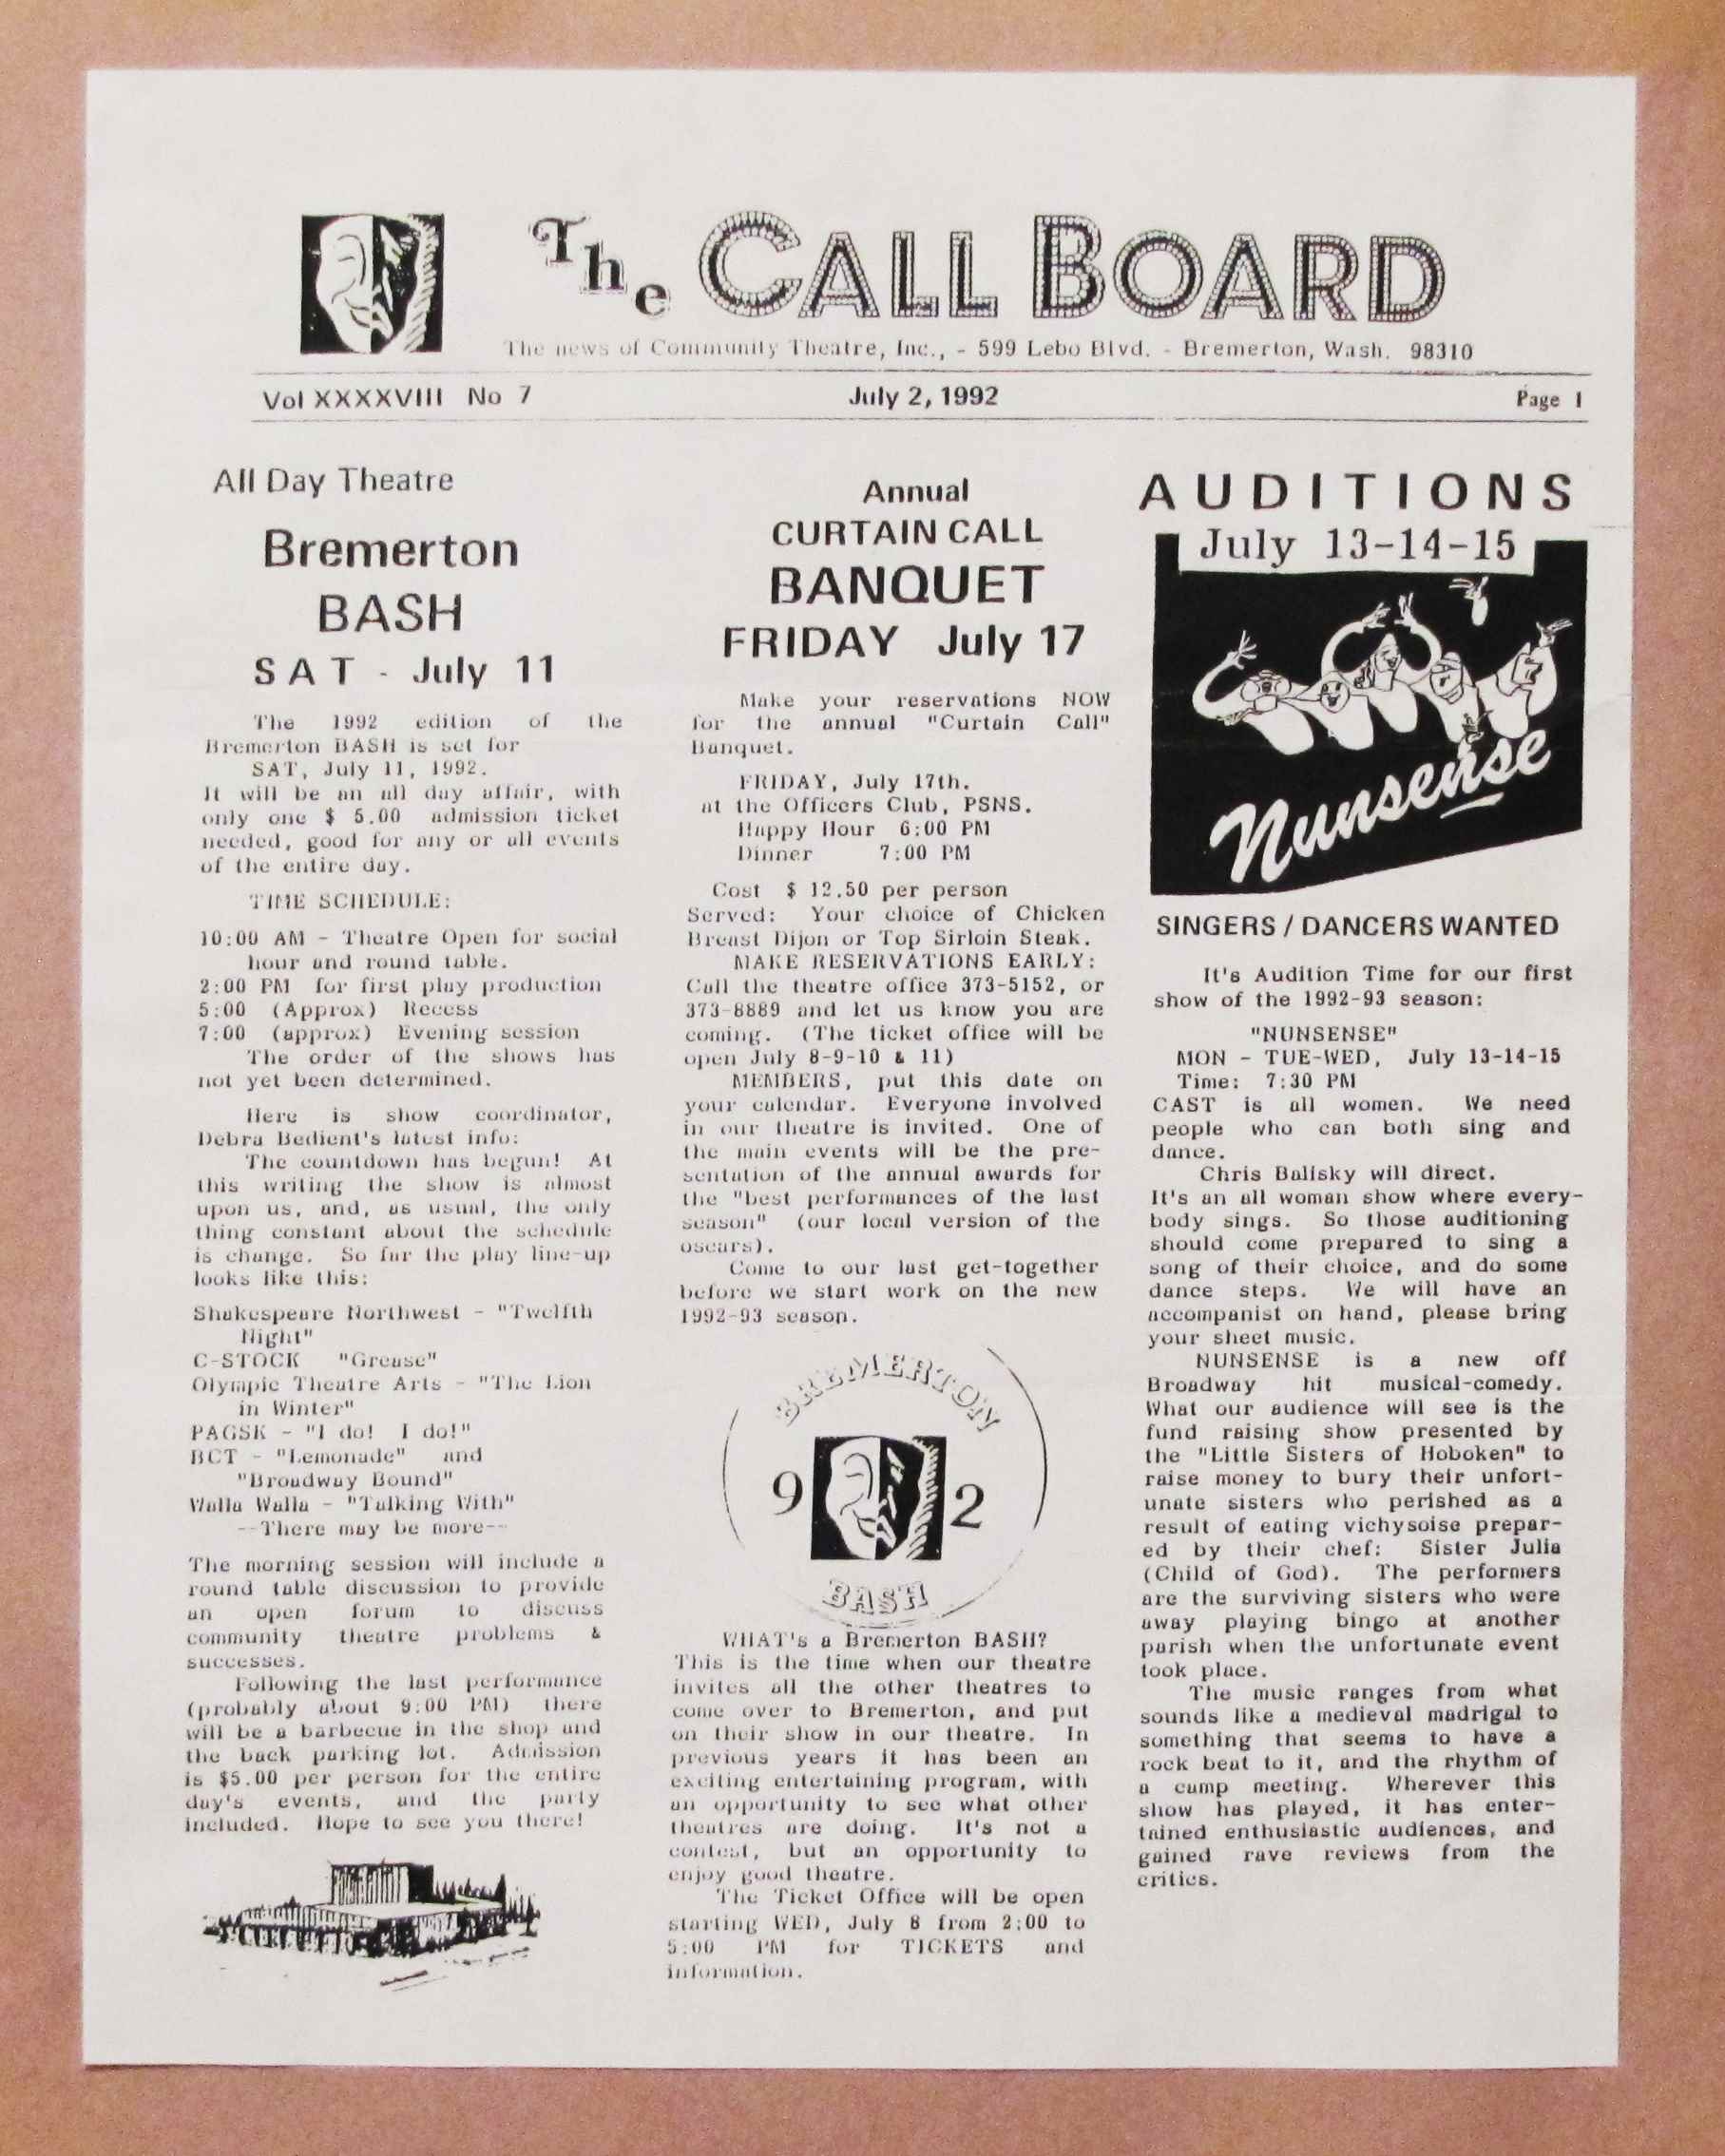 The CALL BOARD
The news of Community Theatre, Inc., - 599 Lebo Blvd. - Bremerton, Wash. 98310
Vol XXXXVIII No 7 July 2, 1992 Page 1
All Day Theatre
Bremerton
BASH
SAT - July 11
The 1992 edition of the
Bremerton BASH is set for
SAT, July 11, 1992.
It will be an all day affair, with
only one $ 5.00 admission ticket
needed, good for any or all events
of the entire day.
TIME SCHEDULE:
10:00 AM - Theatre Open for social
hour and round table.
2:00 PM for first play production
5:00 (Approx) Recess
7:00 (approx) Evening session
The order of the shows has
not yet been determined.
Here is show coordinator,
Debra Bedient's latest info:
The countdown has begun! At
this writing the show is almost
upon us, and, as usual, the only
thing constant about the schedule
is change. So far the play line-up
looks like this:
Shakespeare Northwest - "Twelfth
Night"
C-STOCK "Grease"
Olympic Theatre Arts - "The Lion
in Winter"
PAGSK - "I do! I do!"
BCT - "Lemonade" and
"Broadway Bound"
Walla Walla - "Talking With"
--There may be more--
The morning session will include a
round table discussion to provide
an open forum to discuss
community theatre problems &
successes.
Following the last performance
(probably about 9:00 PM) there
will be a barbecue in the shop and
the back parking lot. Admission
is $5.00 per person for the entire
day's events, and the party
included. Hope to see you there!
Annual
CURTAIN CALL
BANQUET
FRIDAY July 17
Make your reservations NOW
for the annual "Curtain Call"
Banquet.
FRIDAY, July 17th.
at the Officers Club, PSNS.
Happy Hour 6:00 PM
Dinner 7:00 PM
Cost $ 12.50 per person
Served: Your choice of Chicken
Breast Dijon or Top Sirloin Steak.
MAKE RESERVATIONS EARLY:
Call the theatre office 373-5152, or
373-8889 and let us know you are
coming. (The ticket office will be
open July 8-9-10 & 11)
MEMBERS, put this date on
your calendar. Everyone involved
in our theatre is invited. One of
the main events will be the pre-
sentation of the annual awards for
the "best performances of the last
season" (our local version of the
oscars).
Come to our last get-together
before we start work on the new
1992-93 season.
BREMERTON
9 2
BASH
WHAT's a Bremerton BASH?
This is the time when our theatre
invites all the other theatres to
come over to Bremerton, and put
on their show in our theatre. In
previous years it has been an
exciting entertaining program, with
an opportunity to see what other
theatres are doing. It's not a
contest, but an opportunity to
enjoy good theatre.
The Ticket Office will be open
starting WED, July 8 from 2:00 to
5:00 PM for TICKETS and
information.
AUDITIONS
July 13-14-15
Nunsense
SINGERS / DANCERS WANTED
It's Audition Time for our first
show of the 1992-93 season:
"NUNSENSE"
MON - TUE-WED, July 13-14-15
Time: 7:30 PM
CAST is all women. We need
people who can both sing and
dance.
Chris Balisky will direct.
It's an all woman show where every-
body sings. So those auditioning
should come prepared to sing a
song of their choice, and do some
dance steps. We will have an
accompanist on hand, please bring
your sheet music.
NUNSENSE is a new off
Broadway hit musical-comedy.
What our audience will see is the
fund raising show presented by
the "Little Sisters of Hoboken" to
raise money to bury their unfort-
unate sisters who perished as a
result of eating vichysoise prepar-
ed by their chef: Sister Julia
(Child of God). The performers
are the surviving sisters who were
away playing bingo at another
parish when the unfortunate event
took place.
The music ranges from what
sounds like a medieval madrigal to
something that seems to have a
rock beat to it, and the rhythm of
a camp meeting. Wherever this
show has played, it has enter-
tained enthusiastic audiences, and
gained rave reviews from the
critics.